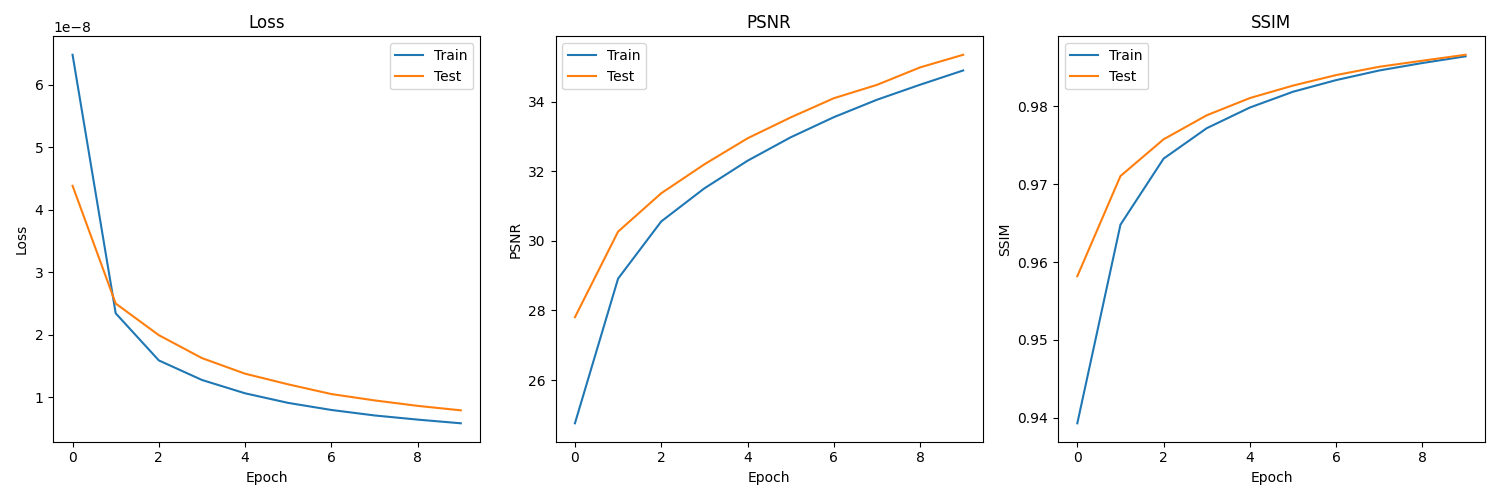 Loss
1e−8
6
5
4
3
2
1
Loss
0 2 4 6 8
Epoch
Train
Test
PSNR
34
32
30
28
26
PSNR
0 2 4 6 8
Epoch
Train
Test
SSIM
0.98
0.97
0.96
0.95
0.94
SSIM
0 2 4 6 8
Epoch
Train
Test